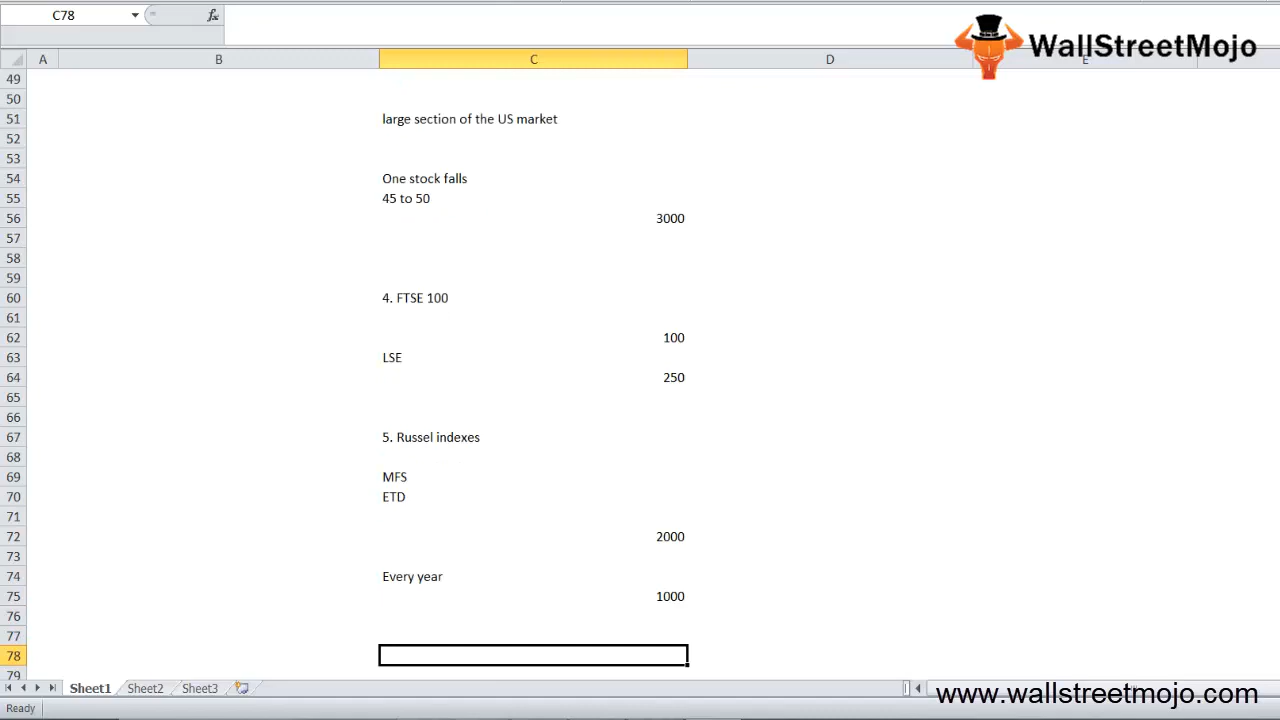 C78
fx
WallStreetMojo
A B C D E
49
50
51 large section of the US market
52
53
54 One stock falls
55 45 to 50
56 3000
57
58
59
60 4. FTSE 100
61
62 100
63 LSE
64 250
65
66
67 5. Russel indexes
68
69 MFS
70 ETD
71
72 2000
73
74 Every year
75 1000
76
77
78
79
Sheet1 Sheet2 Sheet3
www.wallstreetmojo.com
Ready